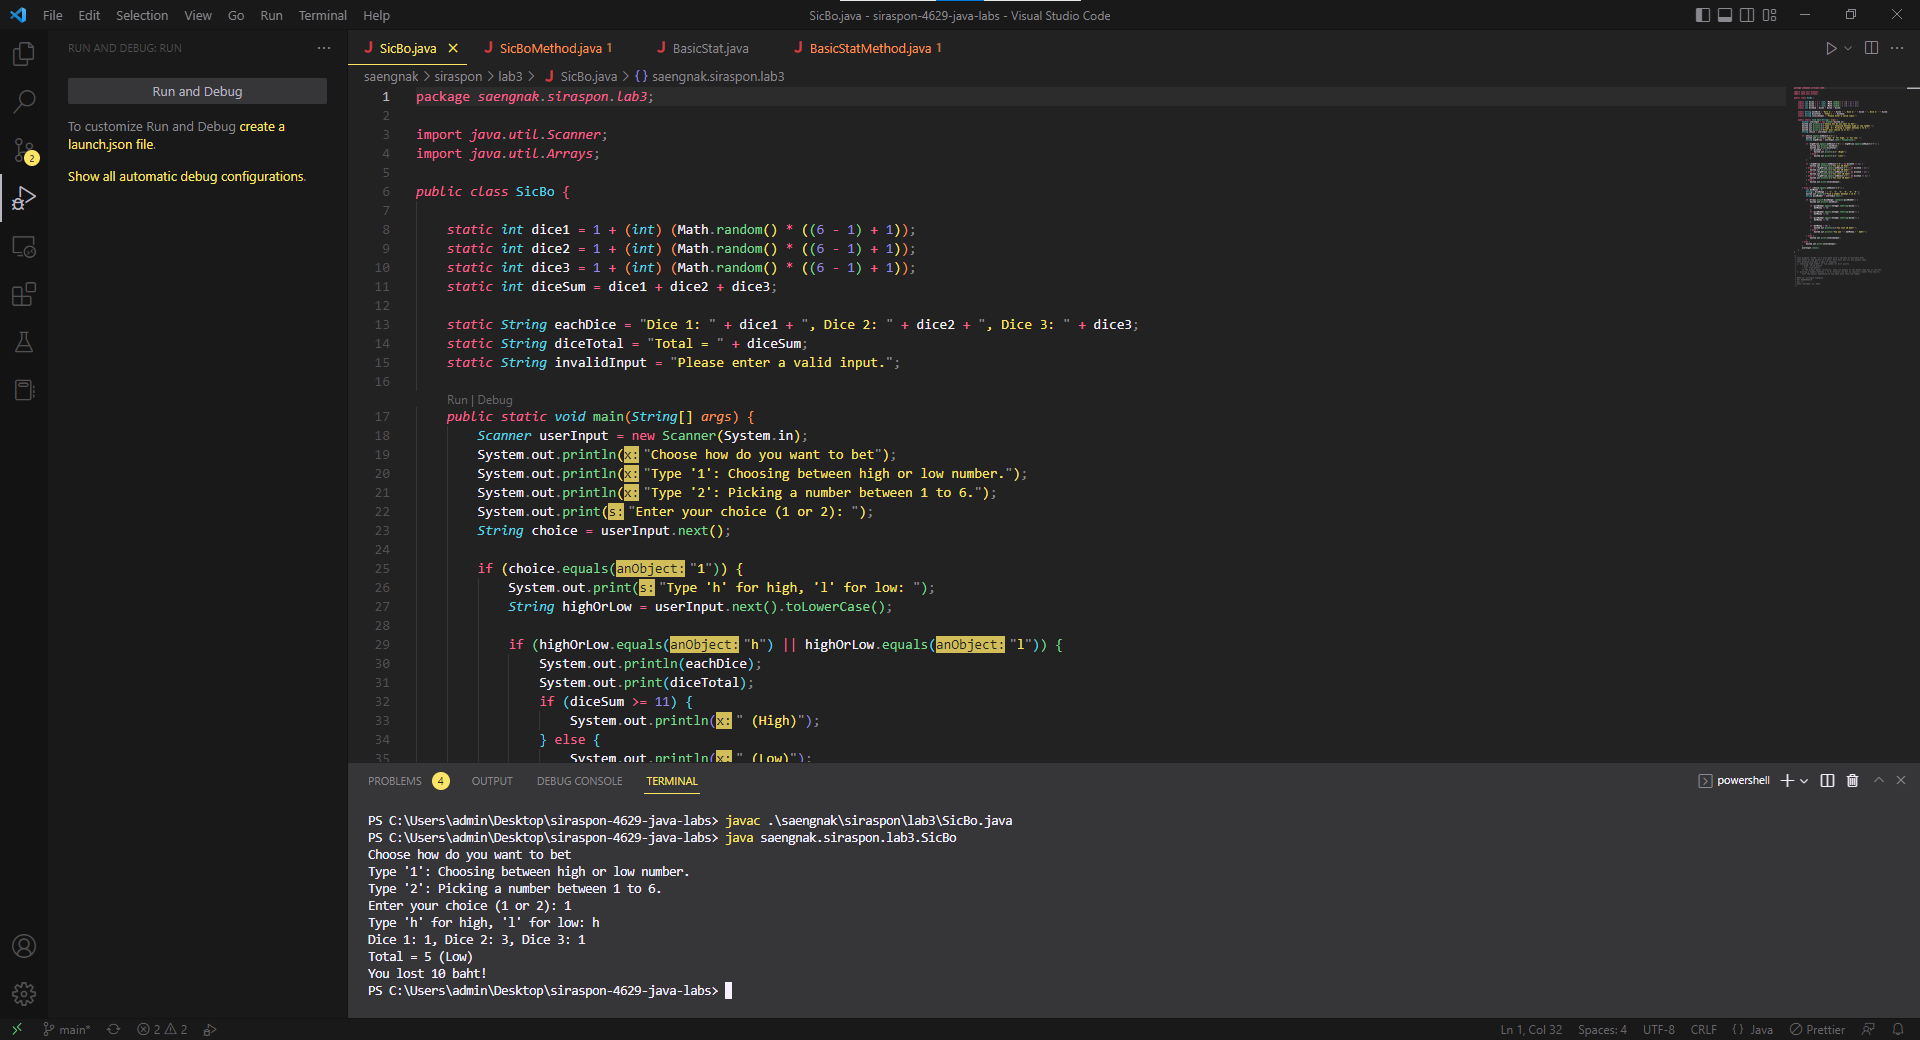 File Edit Selection View Go Run Terminal Help
SicBo.java - siraspon-4629-java-labs - Visual Studio Code
RUN AND DEBUG: RUN
Run and Debug
To customize Run and Debug create a
launch.json file.
Show all automatic debug configurations.
2
SicBo.java SicBoMethod.java 1 BasicStat.java BasicStatMethod.java 1
saengnak > siraspon > lab3 > SicBo.java > {} saengnak.siraspon.lab3
1 package saengnak.siraspon.lab3;
2
3 import java.util.Scanner;
4 import java.util.Arrays;
5
6 public class SicBo {
7
8 static int dice1 = 1 + (int) (Math.random() * ((6 - 1) + 1));
9 static int dice2 = 1 + (int) (Math.random() * ((6 - 1) + 1));
10 static int dice3 = 1 + (int) (Math.random() * ((6 - 1) + 1));
11 static int diceSum = dice1 + dice2 + dice3;
12
13 static String eachDice = "Dice 1: " + dice1 + ", Dice 2: " + dice2 + ", Dice 3: " + dice3;
14 static String diceTotal = "Total = " + diceSum;
15 static String invalidInput = "Please enter a valid input.";
16
Run | Debug
17 public static void main(String[] args) {
18 Scanner userInput = new Scanner(System.in);
19 System.out.println(x: "Choose how do you want to bet");
20 System.out.println(x: "Type '1': Choosing between high or low number.");
21 System.out.println(x: "Type '2': Picking a number between 1 to 6.");
22 System.out.print(s: "Enter your choice (1 or 2): ");
23 String choice = userInput.next();
24
25 if (choice.equals(anObject: "1")) {
26 System.out.print(s: "Type 'h' for high, 'l' for low: ");
27 String highOrLow = userInput.next().toLowerCase();
28
29 if (highOrLow.equals(anObject: "h") || highOrLow.equals(anObject: "l")) {
30 System.out.println(eachDice);
31 System.out.print(diceTotal);
32 if (diceSum >= 11) {
33 System.out.println(x: " (High)");
34 } else {
35 System.out.println(x: " (Low)");
PROBLEMS 4 OUTPUT DEBUG CONSOLE TERMINAL
powershell
PS C:\Users\admin\Desktop\siraspon-4629-java-labs> javac .\saengnak\siraspon\lab3\SicBo.java
PS C:\Users\admin\Desktop\siraspon-4629-java-labs> java saengnak.siraspon.lab3.SicBo
Choose how do you want to bet
Type '1': Choosing between high or low number.
Type '2': Picking a number between 1 to 6.
Enter your choice (1 or 2): 1
Type 'h' for high, 'l' for low: h
Dice 1: 1, Dice 2: 3, Dice 3: 1
Total = 5 (Low)
You lost 10 baht!
PS C:\Users\admin\Desktop\siraspon-4629-java-labs>
main* 2 2
Ln 1, Col 32 Spaces: 4 UTF-8 CRLF {} Java Prettier